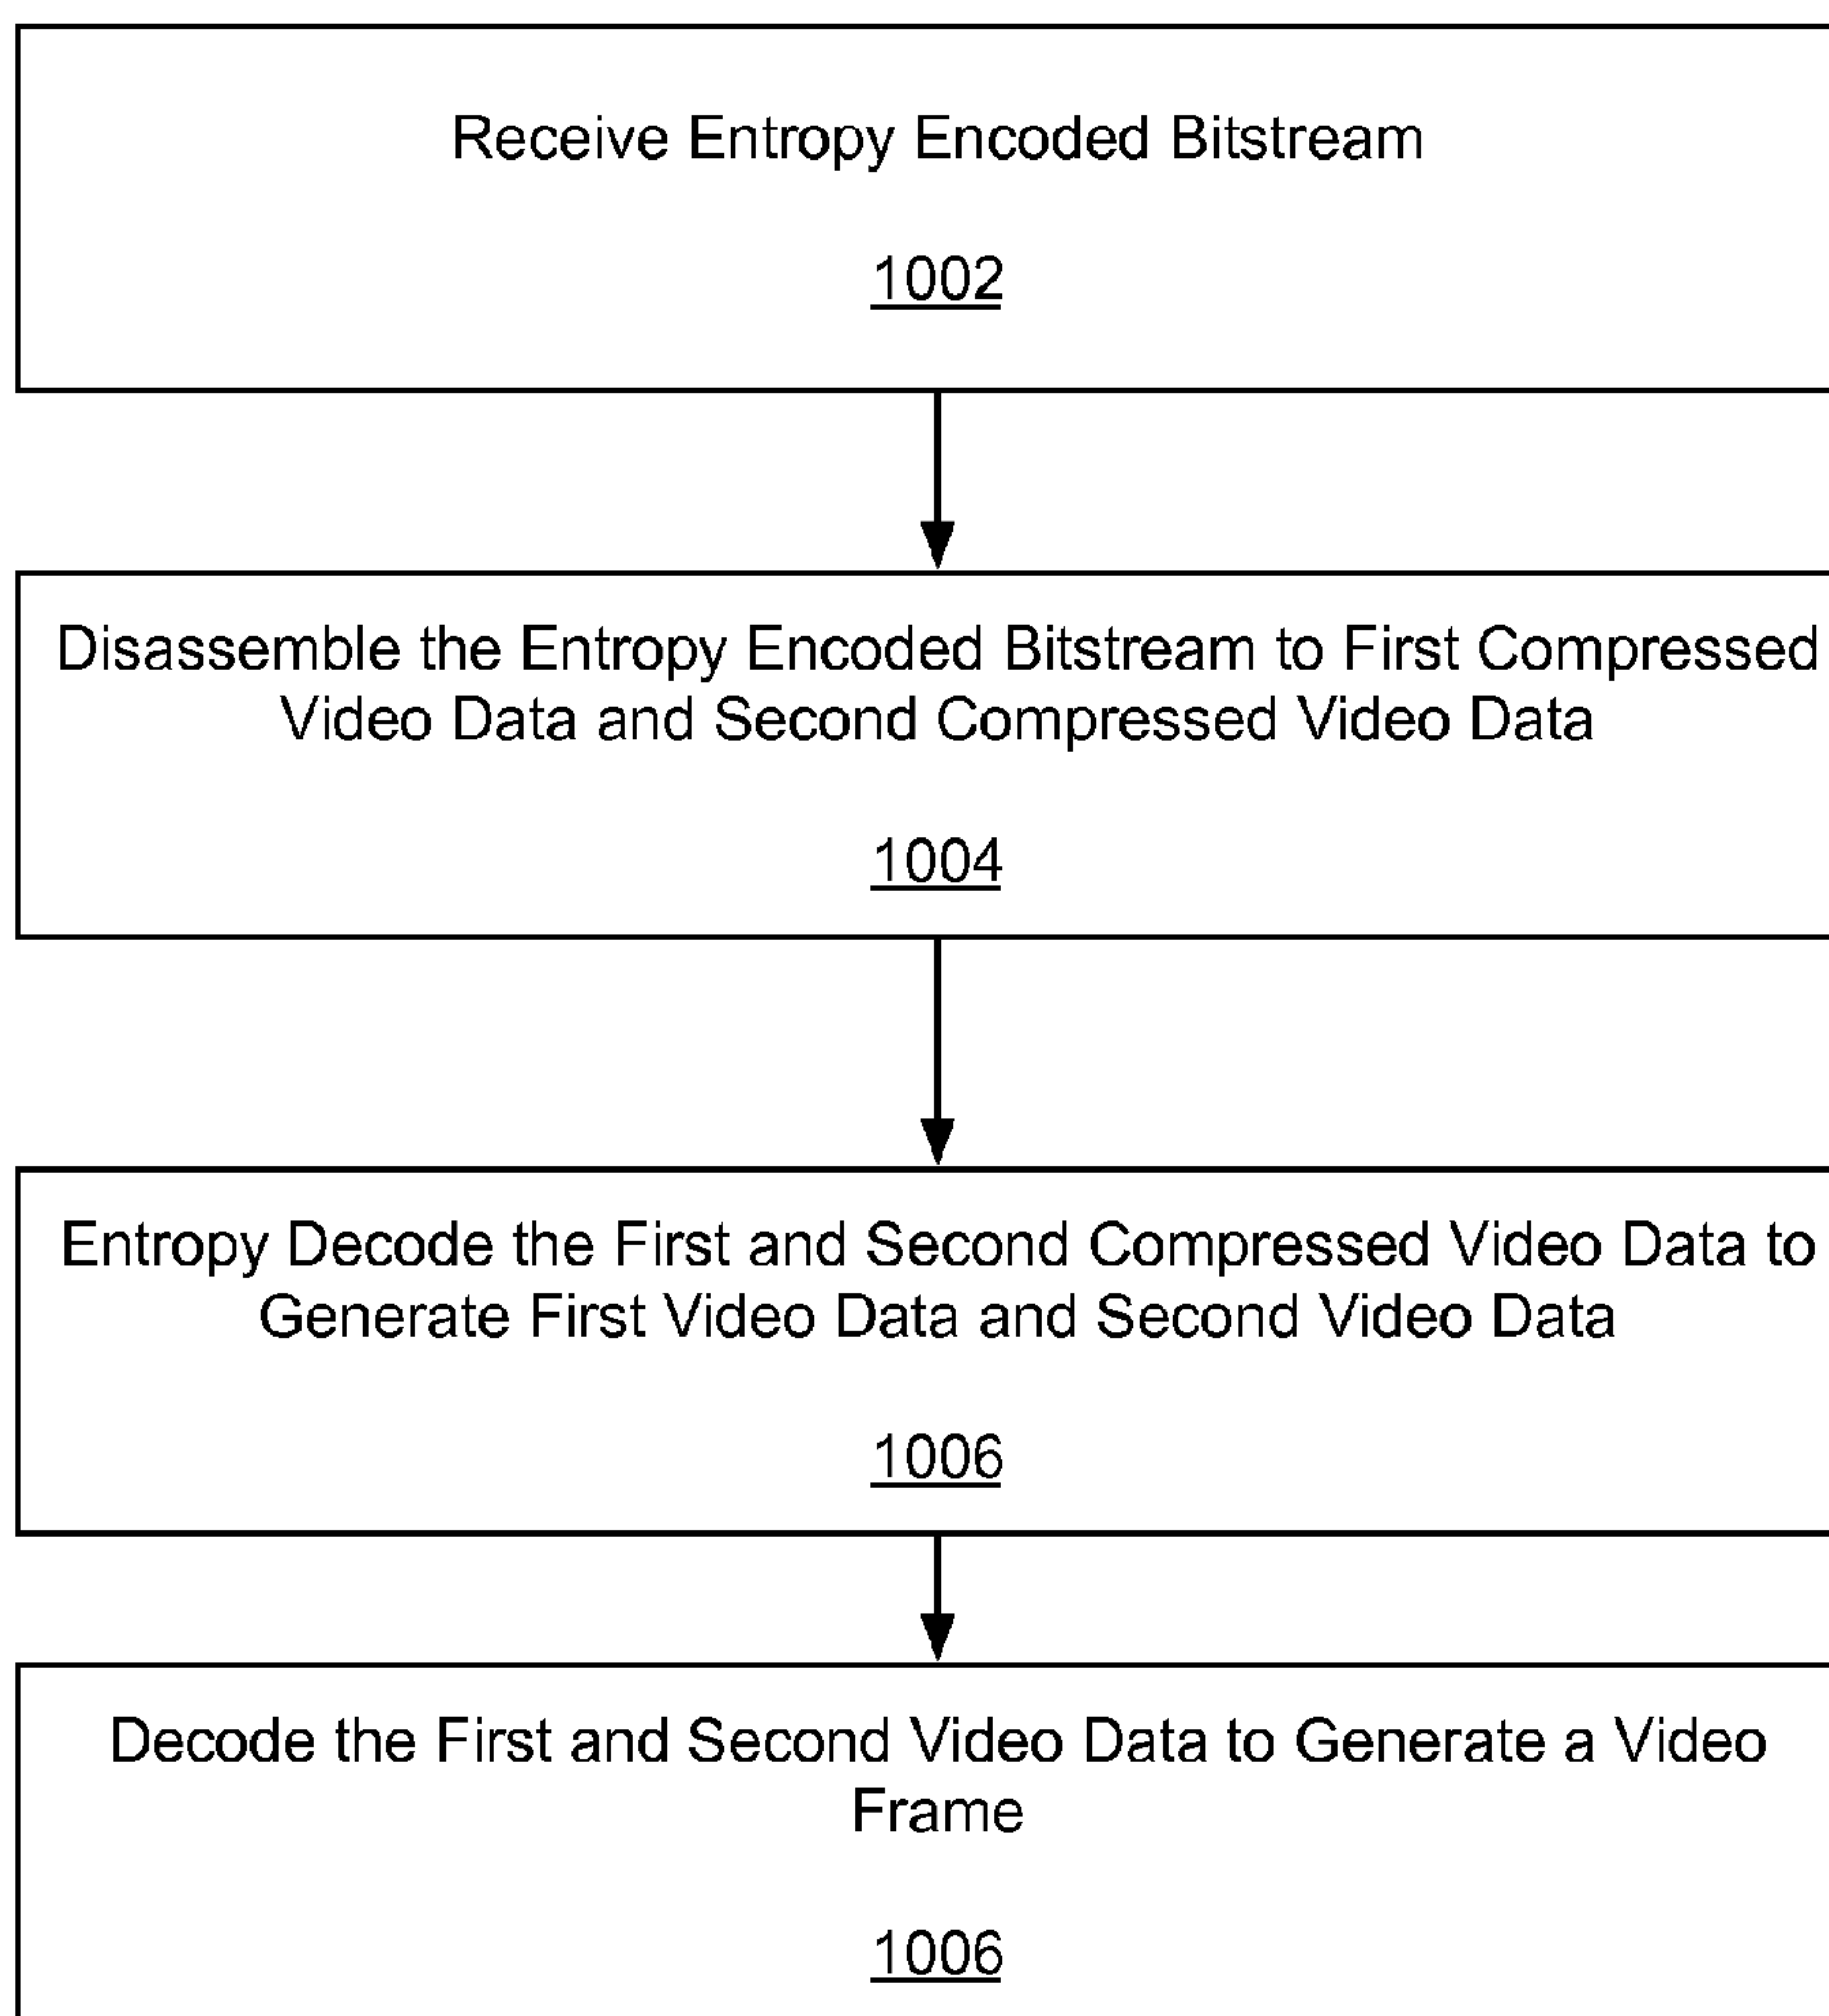 Receive Entropy Encoded Bitstream
1002
Disassemble the Entropy Encoded Bitstream to First Compressed
Video Data and Second Compressed Video Data
1004
Entropy Decode the First and Second Compressed Video Data to
Generate First Video Data and Second Video Data
1006
Decode the First and Second Video Data to Generate a Video
Frame
1006